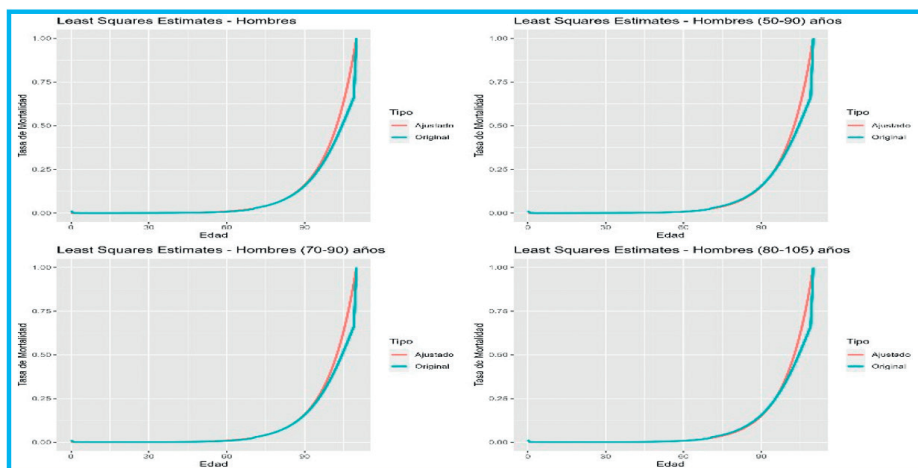 Least Squares Estimates - Hombres
1.00
0.75
0.50
0.25
0.00
Tasa de Mortalidad
0
30
60
90
Edad
Tipo
Ajustado
Original
Least Squares Estimates - Hombres (50-90) años
1.00
0.75
0.50
0.25
0.00
Tasa de Mortalidad
0
30
60
90
Edad
Tipo
Ajustado
Original
Least Squares Estimates - Hombres (70-90) años
1.00
0.75
0.50
0.25
0.00
Tasa de Mortalidad
0
30
60
90
Edad
Tipo
Ajustado
Original
Least Squares Estimates - Hombres (80-105) años
1.00
0.75
0.50
0.25
0.00
Tasa de Mortalidad
0
30
60
90
Edad
Tipo
Ajustado
Original